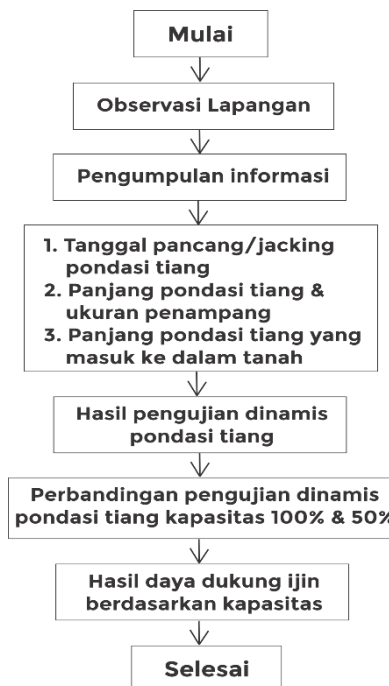 Mulai
Observasi Lapangan
Pengumpulan informasi
1. Tanggal pancang/jacking
pondasi tiang
2. Panjang pondasi tiang &
ukuran penampang
3. Panjang pondasi tiang yang
masuk ke dalam tanah
Hasil pengujian dinamis
pondasi tiang
Perbandingan pengujian dinamis
pondasi tiang kapasitas 100% & 50%
Hasil daya dukung ijin
berdasarkan kapasitas
Selesai